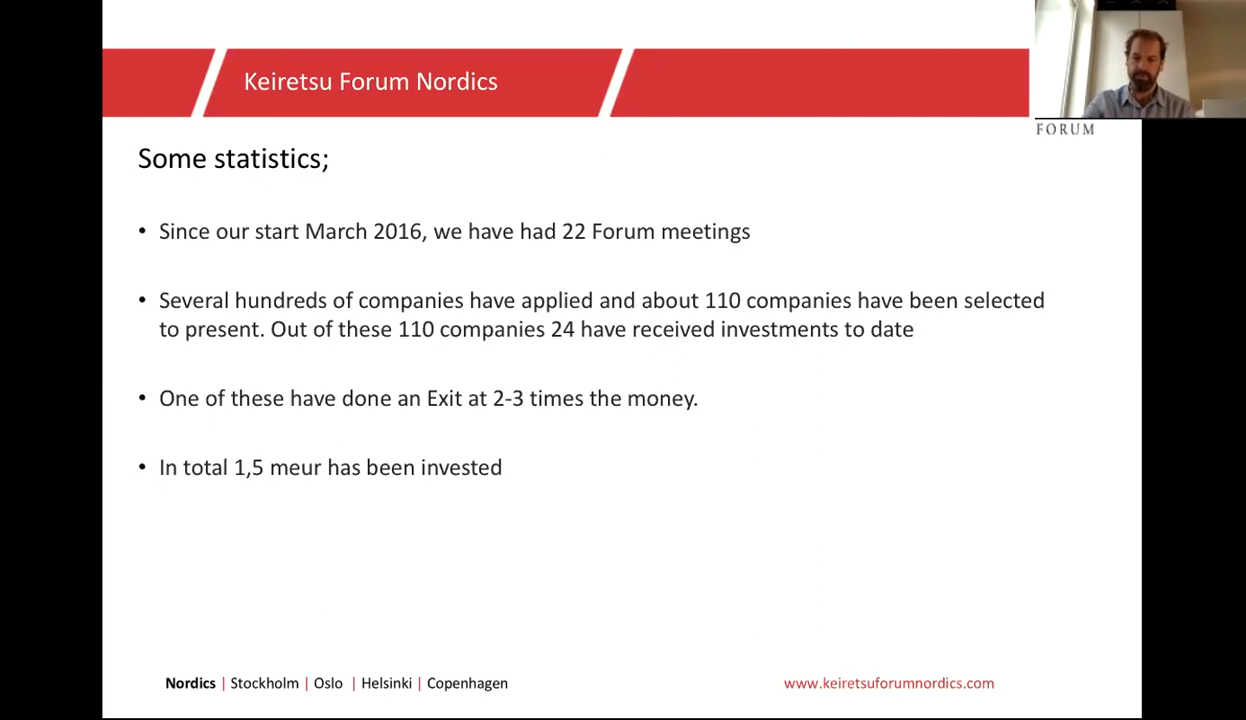 Keiretsu Forum Nordics
FORUM
Some statistics;
• Since our start March 2016, we have had 22 Forum meetings
• Several hundreds of companies have applied and about 110 companies have been selected
to present. Out of these 110 companies 24 have received investments to date
• One of these have done an Exit at 2-3 times the money.
• In total 1,5 meur has been invested
Nordics | Stockholm | Oslo | Helsinki | Copenhagen
www.keiretsuforumnordics.com